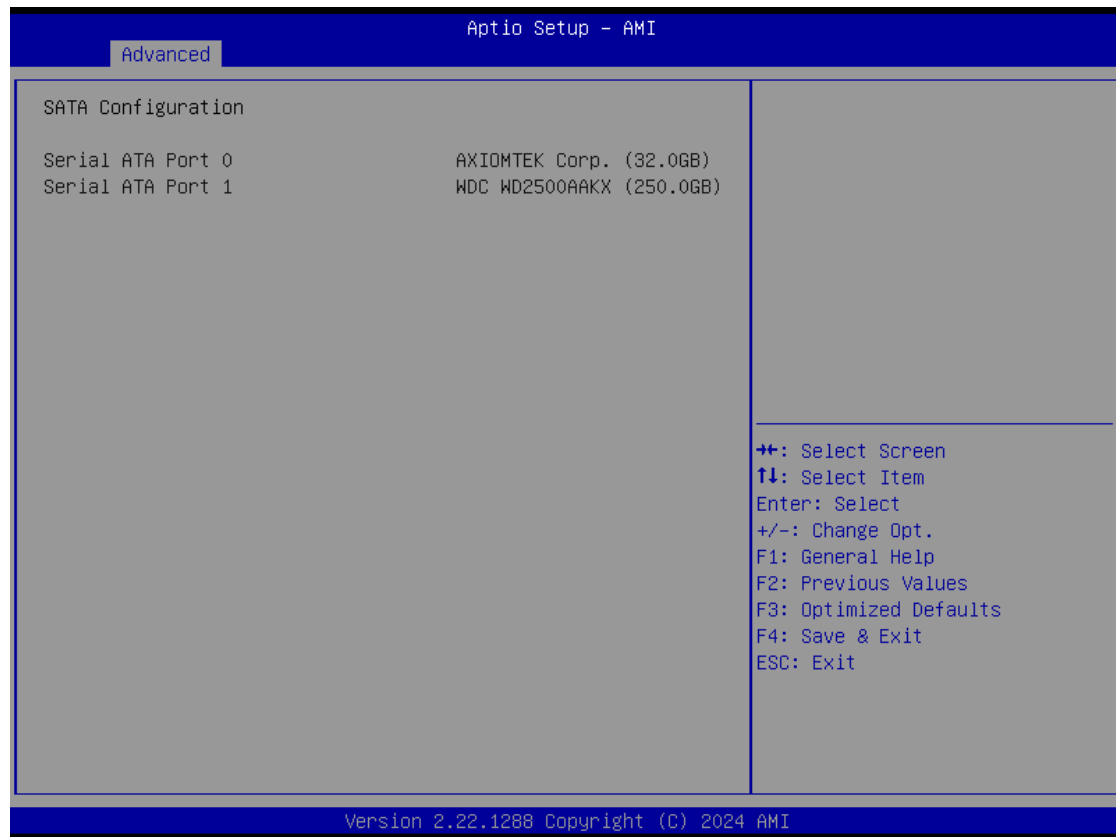 Aptio Setup – AMI
Advanced
SATA Configuration
Serial ATA Port 0 AXIOMTEK Corp. (32.0GB)
Serial ATA Port 1 WDC WD2500AAKX (250.0GB)
→←: Select Screen
↑↓: Select Item
Enter: Select
+/-: Change Opt.
F1: General Help
F2: Previous Values
F3: Optimized Defaults
F4: Save & Exit
ESC: Exit
Version 2.22.1288 Copyright (C) 2024 AMI